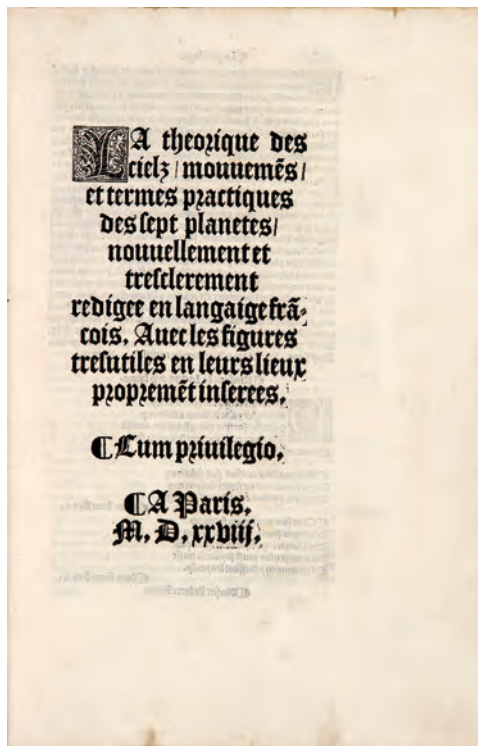 LA theorique des
cielz / mouuemēs /
et termes practiques
des sept planetes /
nouuellement et
tresclerement
redigee en langaige frā-
cois. Auec les figures
tresutiles en leurs lieux
propremēt inserees.
¶ Cum priuilegio.
¶ A Paris.
M. D. xxviij.